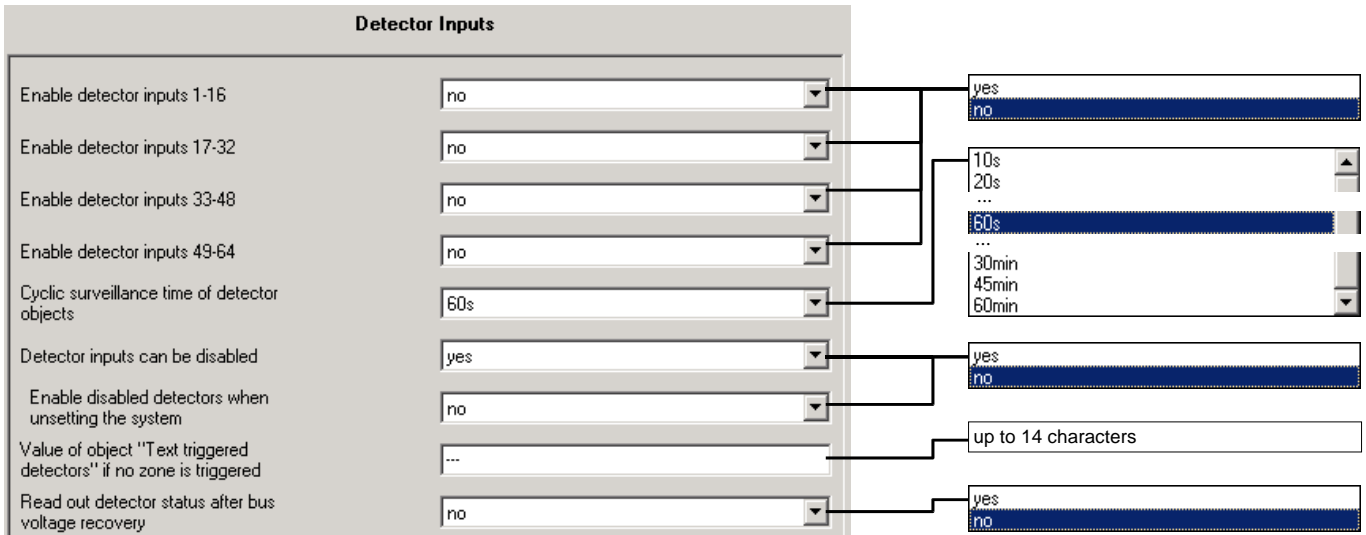 Detector Inputs
Enable detector inputs 1-16
no
Enable detector inputs 17-32
no
Enable detector inputs 33-48
no
Enable detector inputs 49-64
no
Cyclic surveillance time of detector
objects
60s
Detector inputs can be disabled
yes
Enable disabled detectors when
unsetting the system
no
Value of object "Text triggered
detectors" if no zone is triggered
---
Read out detector status after bus
voltage recovery
no
yes
no
10s
20s
...
60s
...
30min
45min
60min
yes
no
up to 14 characters
yes
no